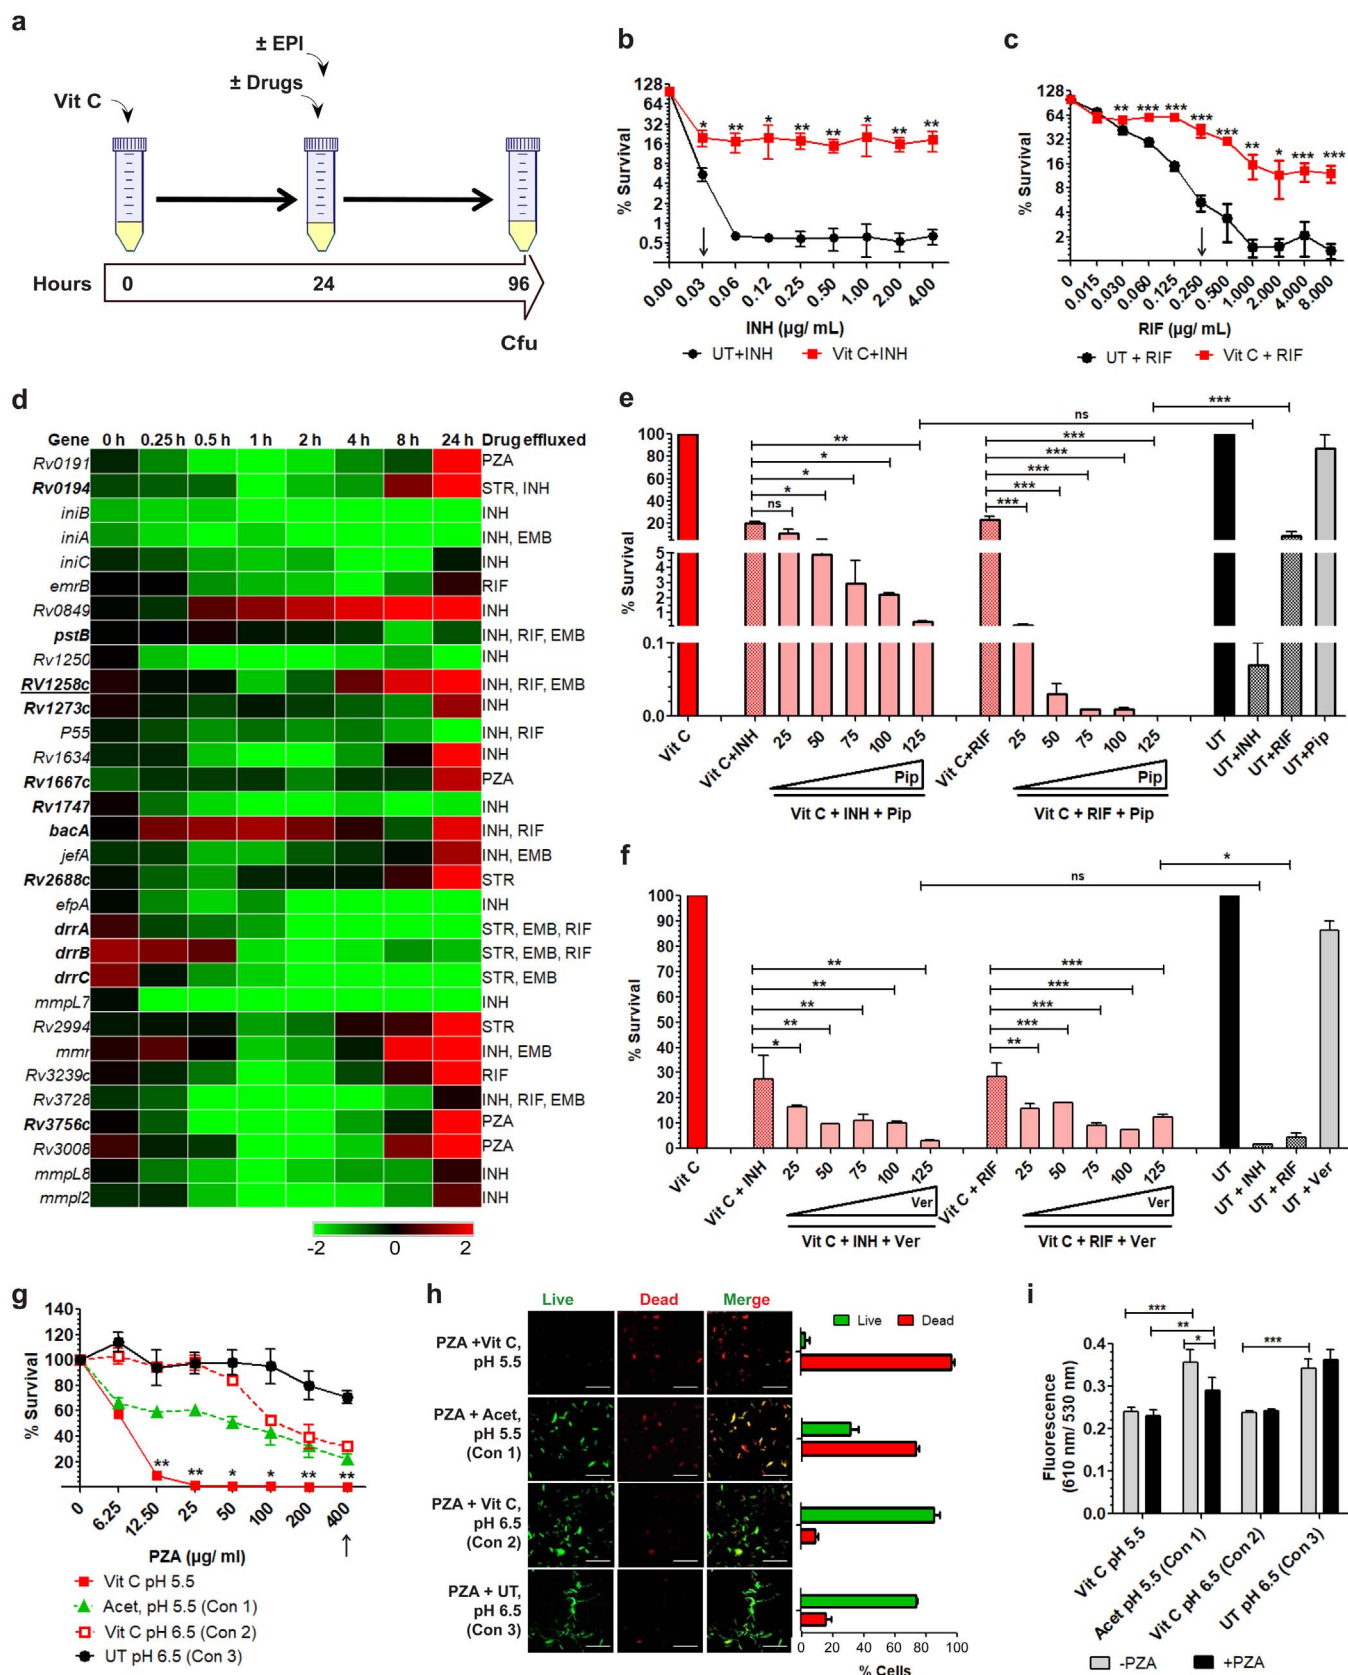 a
± EPI
± Drugs
Vit C
Hours 0 24 96
Cfu
b
% Survival
128
64
32
16
8
4
2
1
0.5
* ** * ** ** * ** **
0.00 0.03 0.06 0.12 0.25 0.50 1.00 2.00 4.00
INH (µg/ mL)
UT+INH Vit C+INH
c
% Survival
128
64
32
16
8
4
2
** *** *** *** *** ** * *** ***
0 0.015 0.030 0.060 0.125 0.250 0.500 1.000 2.000 4.000 8.000
RIF (µg/ mL)
UT + RIF Vit C + RIF
d
Gene 0 h 0.25 h 0.5 h 1 h 2 h 4 h 8 h 24 h Drug effluxed
Rv0191 PZA
Rv0194 STR, INH
iniB INH
iniA INH, EMB
iniC INH
emrB RIF
Rv0849 INH
pstB INH, RIF, EMB
Rv1250 INH
RV1258c INH, RIF, EMB
Rv1273c INH
P55 INH, RIF
Rv1634 INH
Rv1667c PZA
Rv1747 INH
bacA INH, RIF
jefA INH, EMB
Rv2688c STR
efpA INH
drrA STR, EMB, RIF
drrB STR, EMB, RIF
drrC STR, EMB
mmpL7 INH
Rv2994 STR
mmr INH, EMB
Rv3239c RIF
Rv3728 INH, RIF, EMB
Rv3756c PZA
Rv3008 PZA
mmpL8 INH
mmpl2 INH
-2 0 2
e
% Survival
100
80
60
40
20
5
4
3
2
1
0.1
0.0
***
ns
** ***
* ***
* ***
* ***
ns ***
Vit C Vit C+INH 25 50 75 100 125 Vit C+RIF 25 50 75 100 125 UT UT+INH UT+RIF UT+Pip
Pip Pip
Vit C + INH + Pip Vit C + RIF + Pip
f
% Survival
100
90
80
70
60
50
40
30
20
10
0
*
ns
** ***
** ***
** ***
** ***
* **
Vit C Vit C + INH 25 50 75 100 125 Vit C + RIF 25 50 75 100 125 UT UT + INH UT + RIF UT + Ver
Ver Ver
Vit C + INH + Ver Vit C + RIF + Ver
g
% Survival
140
120
100
80
60
40
20
** ** * * ** **
0 6.25 12.50 25 50 100 200 400
PZA (µg/ ml)
Vit C pH 5.5
Acet, pH 5.5 (Con 1)
Vit C pH 6.5 (Con 2)
UT pH 6.5 (Con 3)
h
Live Dead Merge
Live Dead
PZA +Vit C,
pH 5.5
PZA + Acet,
pH 5.5
(Con 1)
PZA + Vit C,
pH 6.5
(Con 2)
PZA + UT,
pH 6.5
(Con 3)
0 20 40 60 80 100
% Cells
i
Fluorescence
(610 nm/ 530 nm)
0.4
0.3
0.2
0.1
0.0
***
**
*
***
Vit C pH 5.5
Acet pH 5.5 (Con 1)
Vit C pH 6.5 (Con 2)
UT pH 6.5 (Con 3)
-PZA +PZA